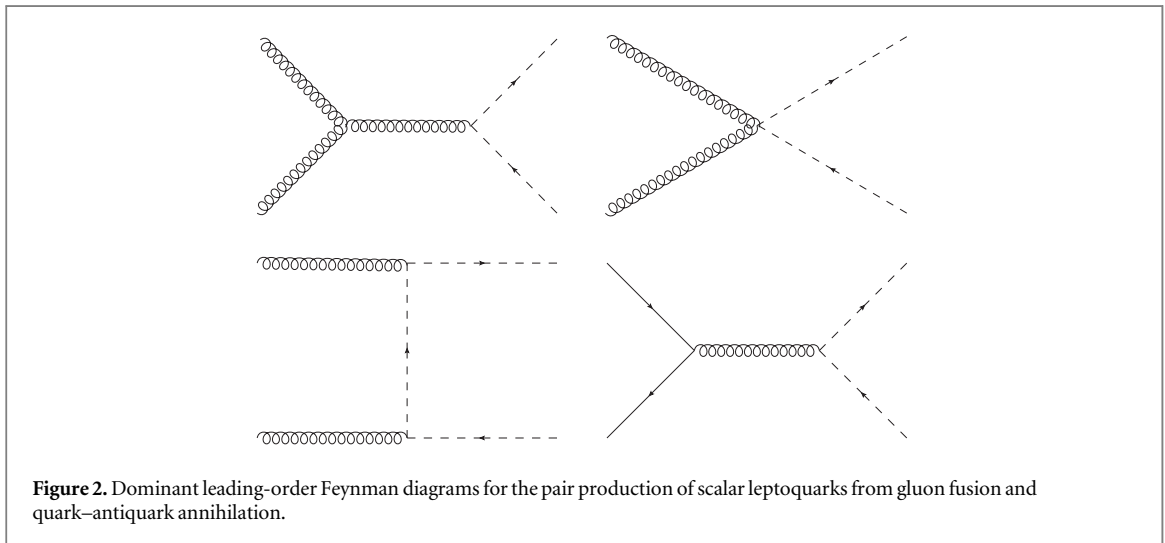 Figure 2. Dominant leading-order Feynman diagrams for the pair production of scalar leptoquarks from gluon fusion and
quark–antiquark annihilation.